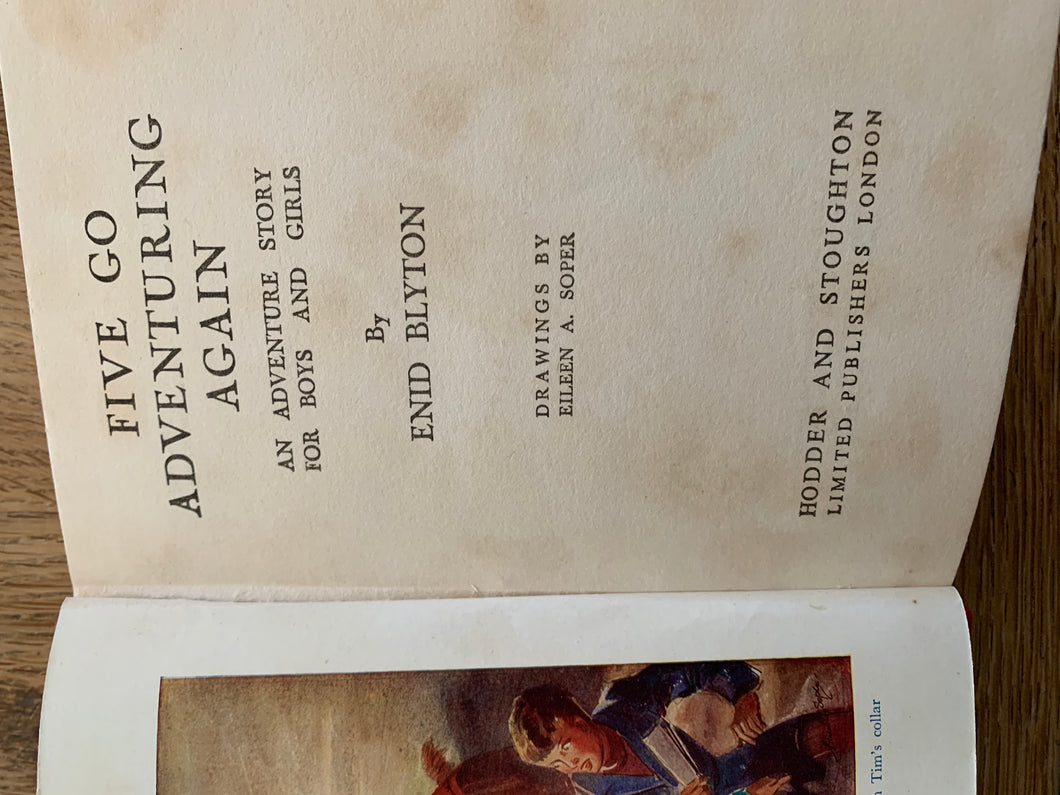 FIVE GO
ADVENTURING
AGAIN
AN ADVENTURE STORY
FOR BOYS AND GIRLS
By
ENID BLYTON
DRAWINGS BY
EILEEN A. SOPER
HODDER AND STOUGHTON
LIMITED PUBLISHERS LONDON
Tim's collar